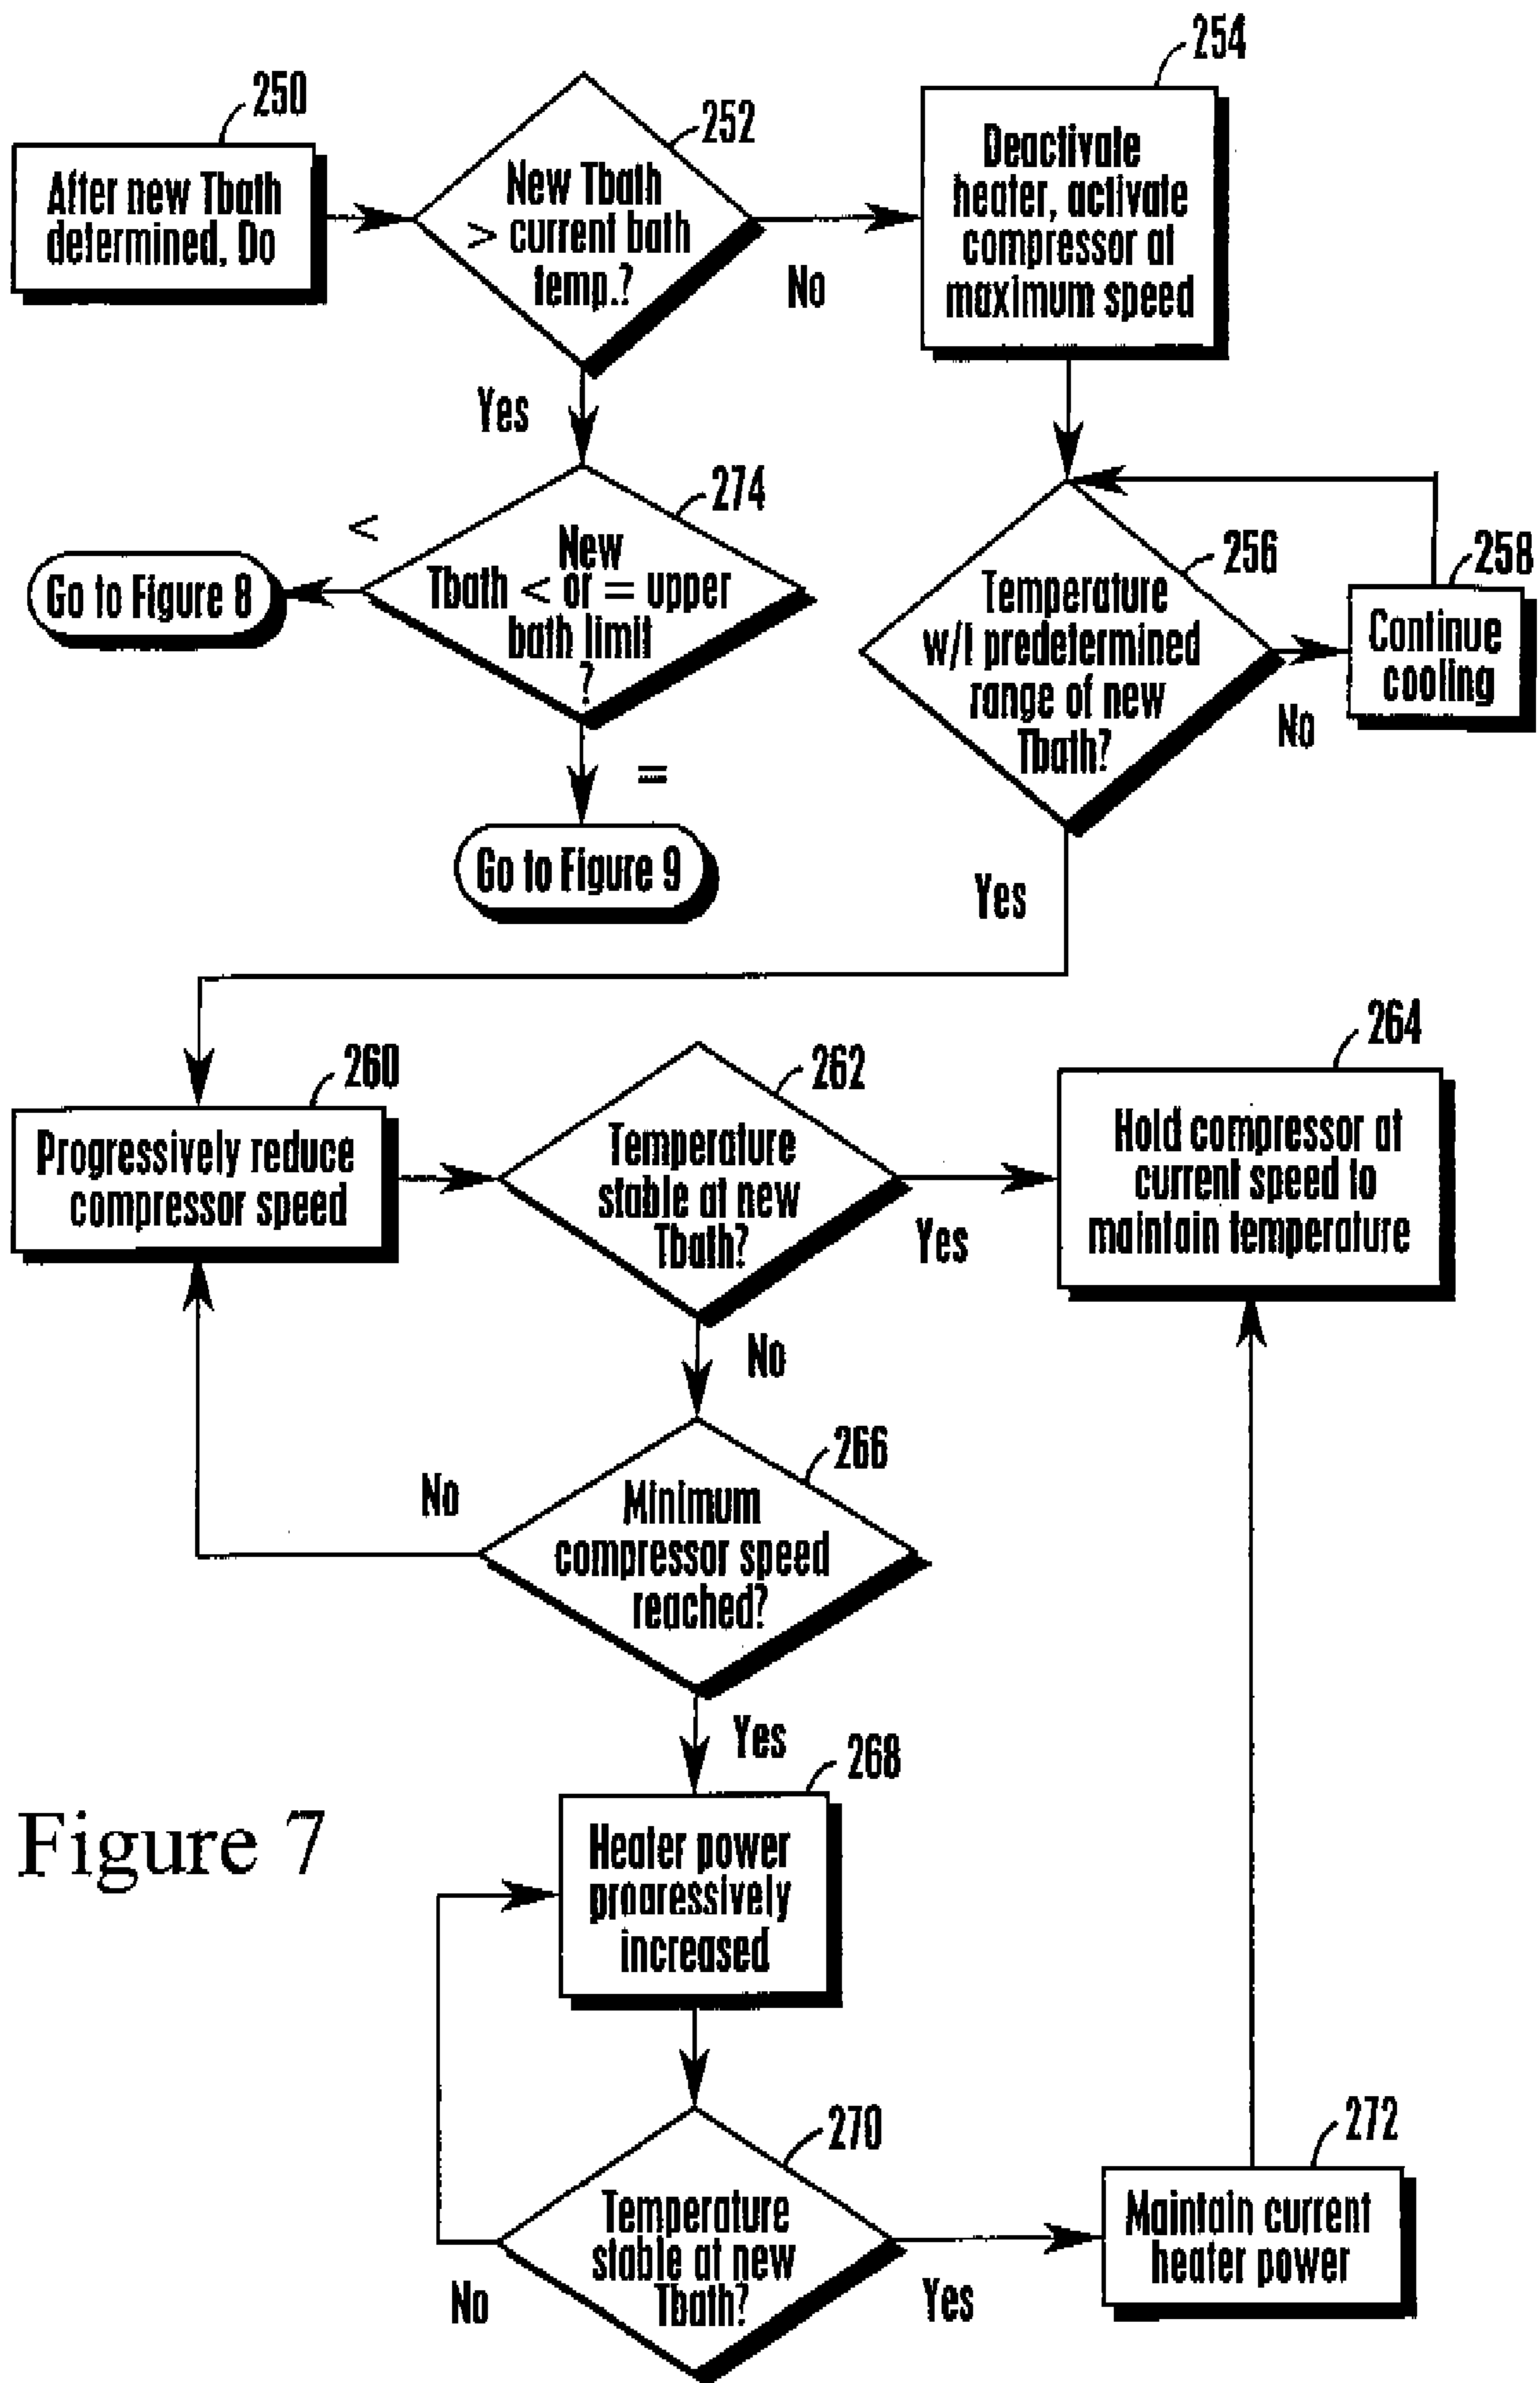 250
After new Tbath
determined, Do
252
New Tbath
> current bath
temp.?
Yes
No
254
Deactivate
heater, activate
compressor at
maximum speed
274
New
Tbath < or = upper
bath limit
?
<
Go to Figure 8
=
Go to Figure 9
256
Temperature
w/I predetermined
range of new
Tbath?
No
258
Continue
cooling
Yes
260
Progressively reduce
compressor speed
262
Temperature
stable at new
Tbath?
Yes
264
Hold compressor at
current speed to
maintain temperature
No
266
Minimum
compressor speed
reached?
No
Yes
268
Heater power
progressively
increased
Figure 7
270
Temperature
stable at new
Tbath?
No
Yes
272
Maintain current
heater power